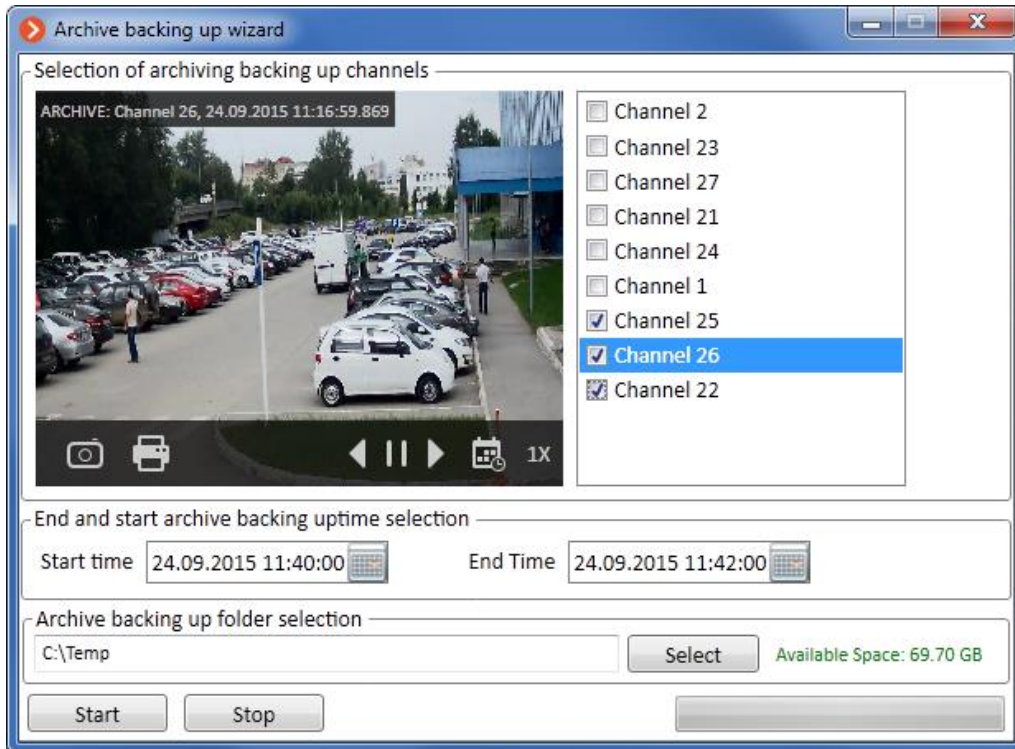 Archive backing up wizard
Selection of archiving backing up channels
ARCHIVE: Channel 26, 24.09.2015 11:16:59.869
1X
Channel 2
Channel 23
Channel 27
Channel 21
Channel 24
Channel 1
Channel 25
Channel 26
Channel 22
End and start archive backing uptime selection
Start time 24.09.2015 11:40:00 End Time 24.09.2015 11:42:00
Archive backing up folder selection
C:\Temp Select Available Space: 69.70 GB
Start Stop